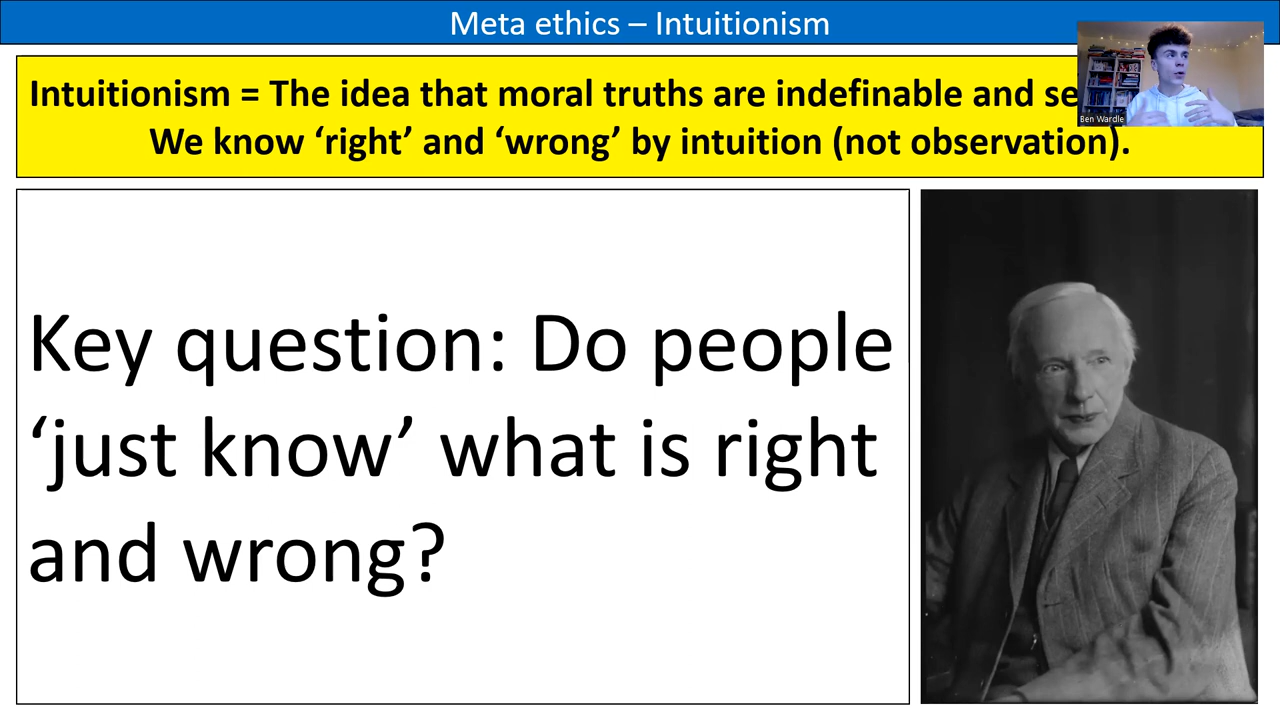 Meta ethics – Intuitionism
Intuitionism = The idea that moral truths are indefinable and
We know ‘right’ and ‘wrong’ by intuition (not observation).
Ben Wardle
Key question: Do people
‘just know’ what is right
and wrong?